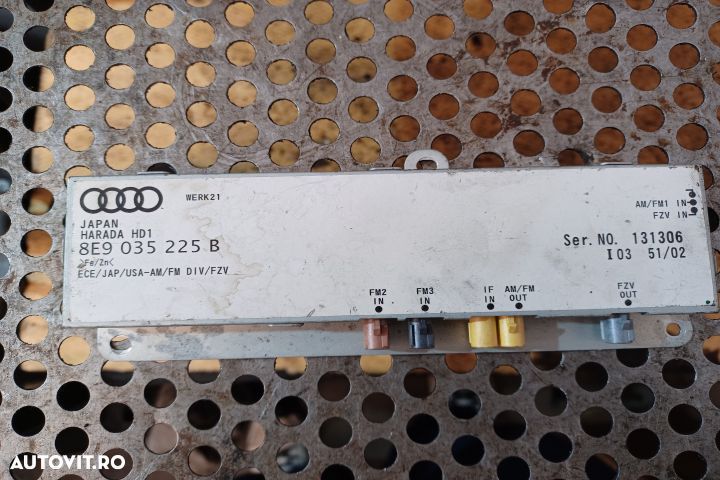 WERK21
JAPAN
HARADA HD1
8E9 035 225 B
>Fe/Zn<
ECE/JAP/USA-AM/FM DIV/FZV
AM/FM1 IN
FZV IN
Ser.NO. 131306
I03 51/02
FM2 IN
FM3 IN
IF IN
AM/FM OUT
FZV OUT
AUTOVIT.RO